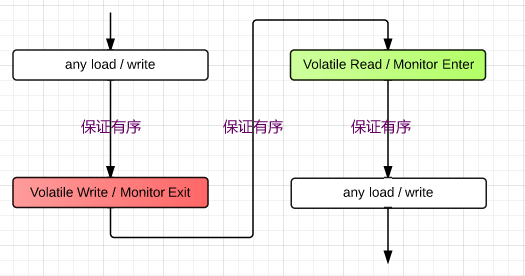 any load / write
保证有序
Volatile Write / Monitor Exit
保证有序
Volatile Read / Monitor Enter
保证有序
any load / write